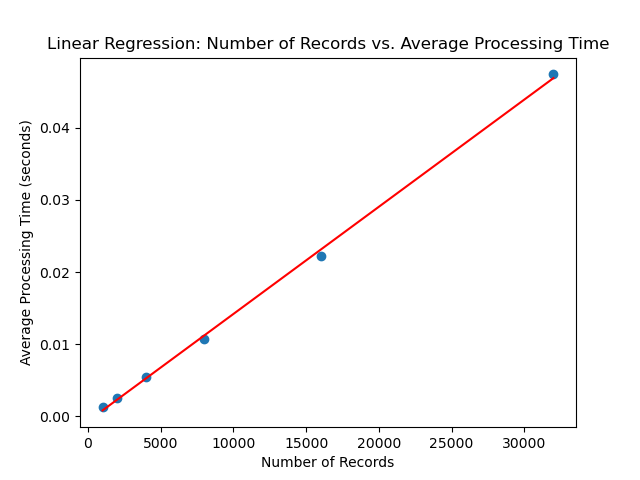 Linear Regression: Number of Records vs. Average Processing Time
Average Processing Time (seconds)
0.04
0.03
0.02
0.01
0.00
0 5000 10000 15000 20000 25000 30000
Number of Records